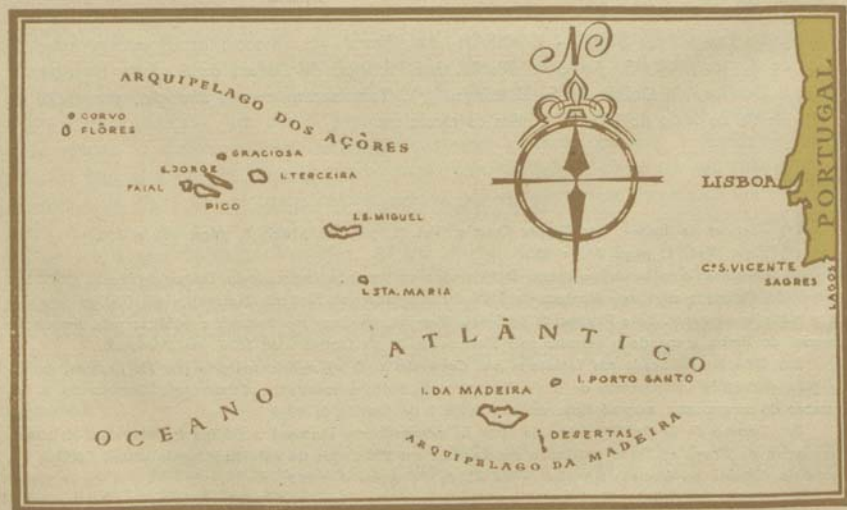 N
ARQUIPELAGO DOS AÇÔRES
CORVO
FLÔRES
GRACIOSA
S. JORGE
I. TERCEIRA
FAIAL
PICO
I. S. MIGUEL
I. STA. MARIA
LISBOA
PORTUGAL
C.º S. VICENTE
SAGRES
LAGOS
OCEANO ATLÂNTICO
I. DA MADEIRA
I. PORTO SANTO
DESERTAS
ARQUIPELAGO DA MADEIRA